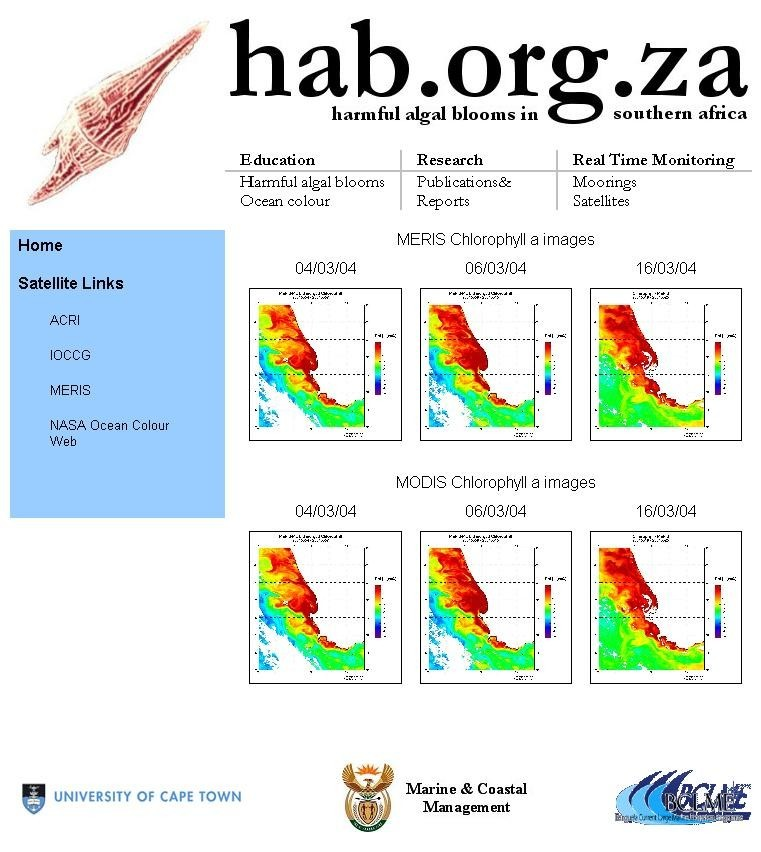 hab.org.za
harmful algal blooms in southern africa
Education
Research
Real Time Monitoring
Harmful algal blooms
Ocean colour
Publications&
Reports
Moorings
Satellites
Home
Satellite Links
ACRI
IOCCG
MERIS
NASA Ocean Colour
Web
MERIS Chlorophyll a images
04/03/04
06/03/04
16/03/04
MODIS Chlorophyll a images
04/03/04
06/03/04
16/03/04
UNIVERSITY OF CAPE TOWN
Marine & Coastal
Management
BCLME